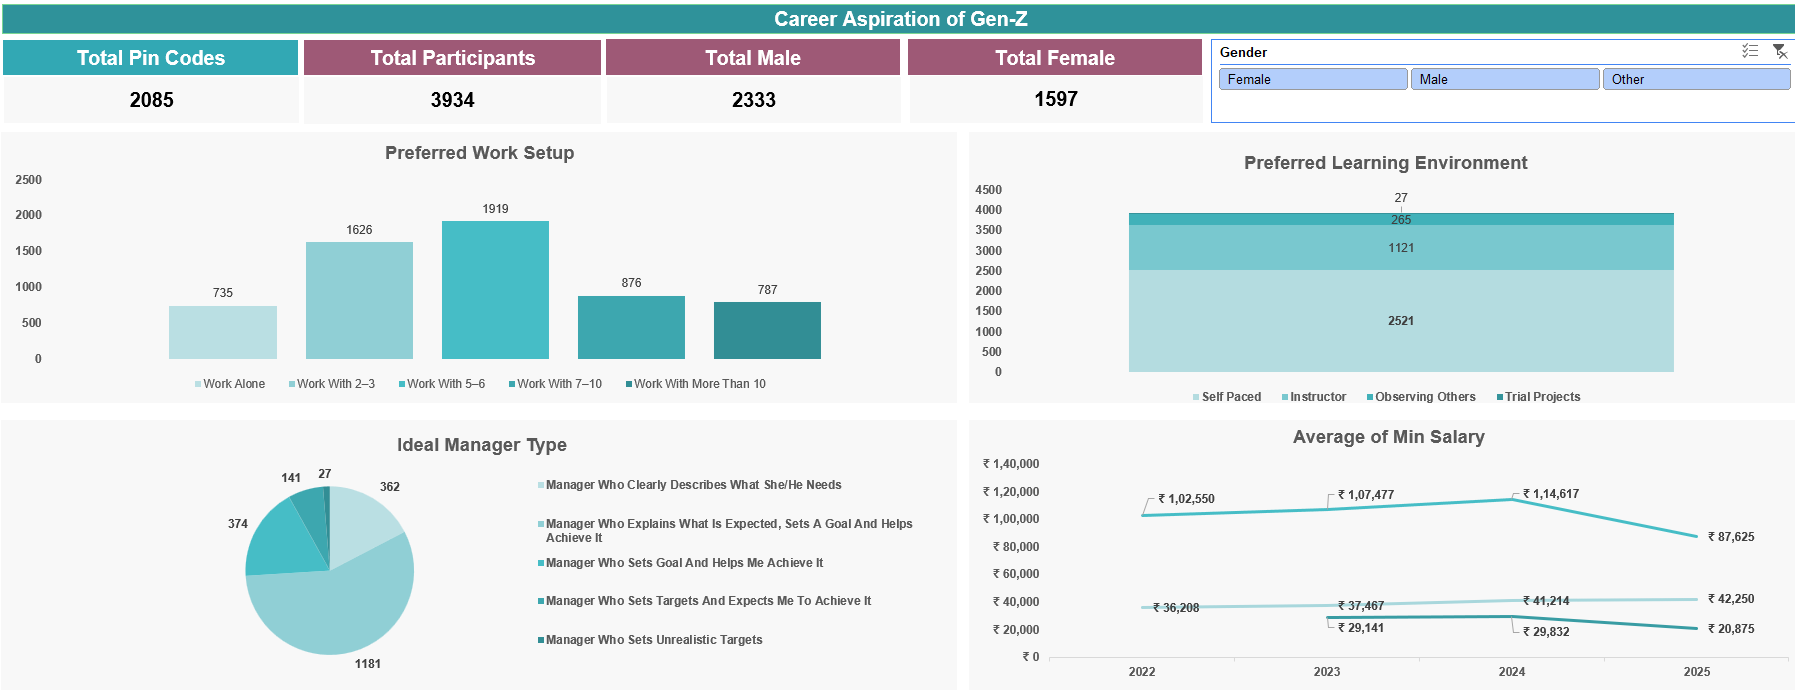 Career Aspiration of Gen-Z
Total Pin Codes
2085
Total Participants
3934
Total Male
2333
Total Female
1597
Gender
Female
Male
Other
Preferred Work Setup
2500
2000
1500
1000
500
0
735
1626
1919
876
787
Work Alone
Work With 2–3
Work With 5–6
Work With 7–10
Work With More Than 10
Preferred Learning Environment
4500
4000
3500
3000
2500
2000
1500
1000
500
0
27
265
1121
2521
Self Paced
Instructor
Observing Others
Trial Projects
Ideal Manager Type
141
27
362
374
1181
Manager Who Clearly Describes What She/He Needs
Manager Who Explains What Is Expected, Sets A Goal And Helps
Achieve It
Manager Who Sets Goal And Helps Me Achieve It
Manager Who Sets Targets And Expects Me To Achieve It
Manager Who Sets Unrealistic Targets
Average of Min Salary
₹ 1,40,000
₹ 1,20,000
₹ 1,00,000
₹ 80,000
₹ 60,000
₹ 40,000
₹ 20,000
₹ 0
₹ 1,02,550
₹ 1,07,477
₹ 1,14,617
₹ 87,625
₹ 36,208
₹ 37,467
₹ 41,214
₹ 42,250
₹ 29,141
₹ 29,832
₹ 20,875
2022
2023
2024
2025